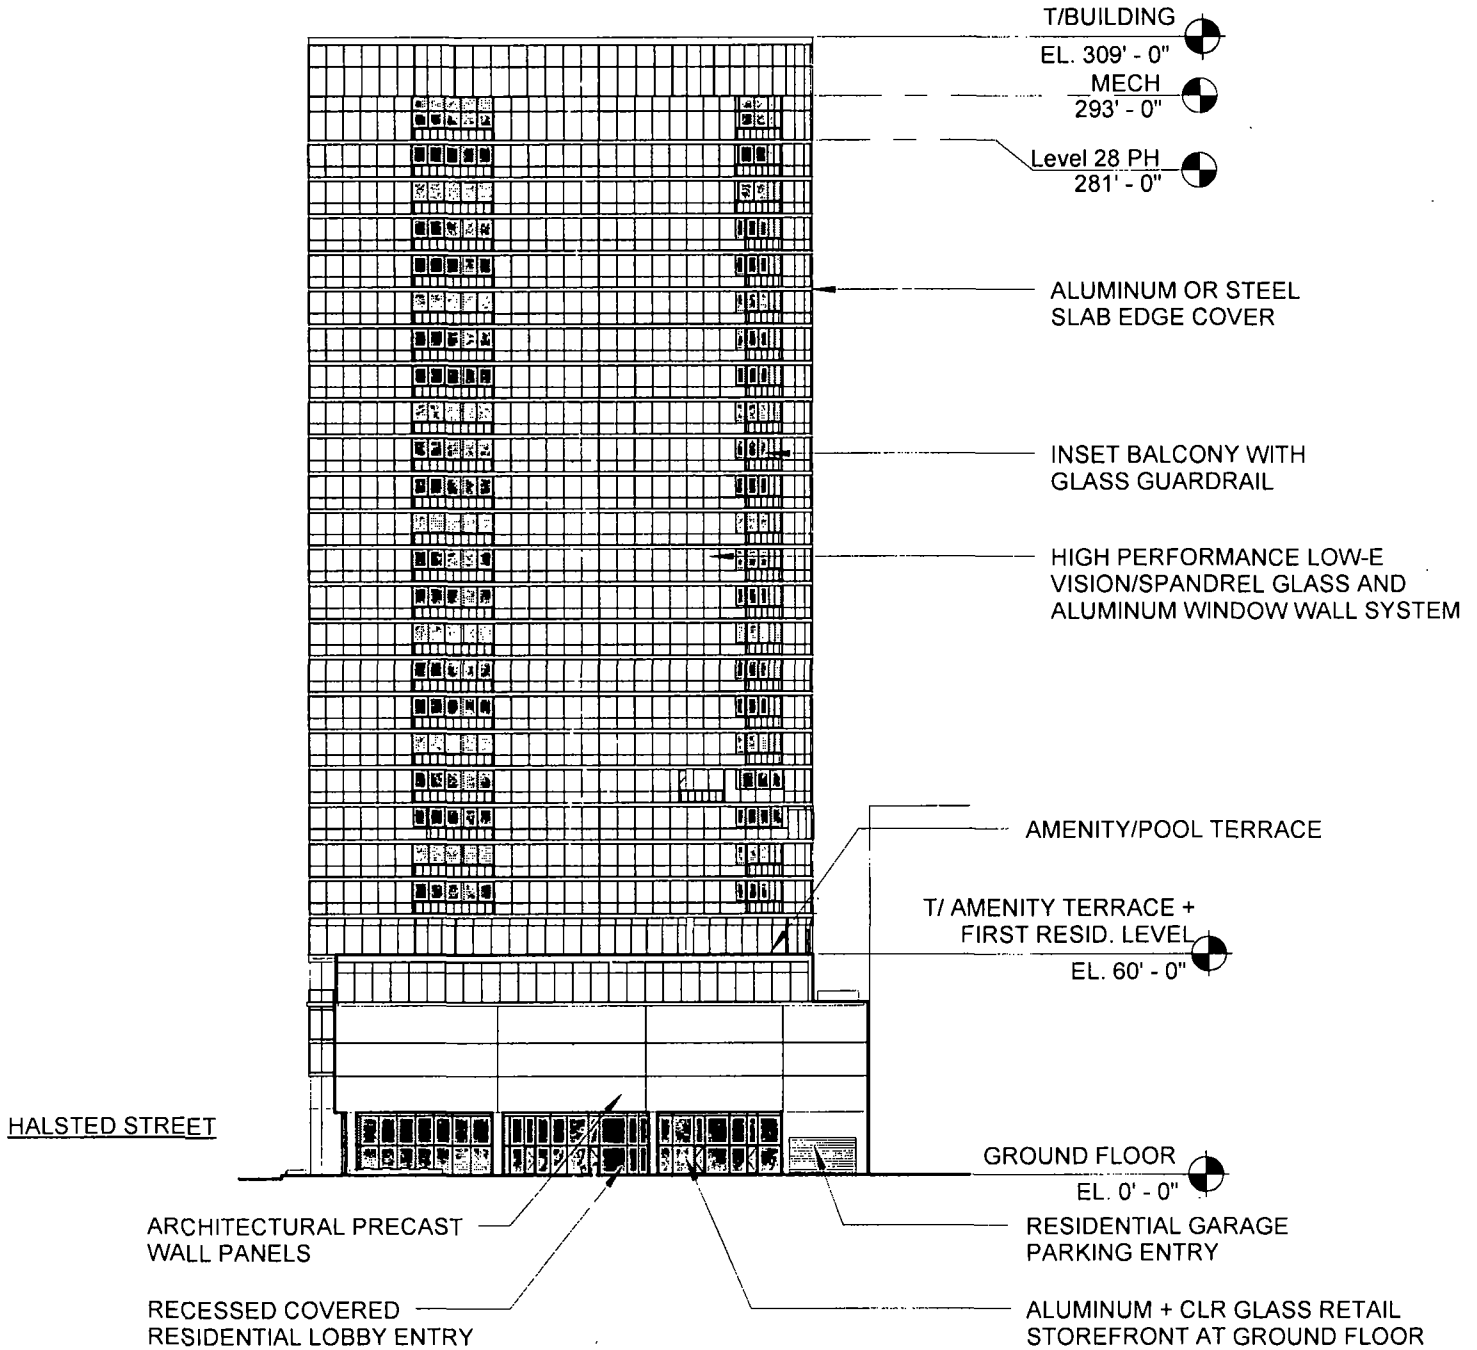 T/BUILDING
EL. 309' - 0"
MECH
293' - 0"
Level 28 PH
281' - 0"
ALUMINUM OR STEEL
SLAB EDGE COVER
INSET BALCONY WITH
GLASS GUARDRAIL
HIGH PERFORMANCE LOW-E
VISION/SPANDREL GLASS AND
ALUMINUM WINDOW WALL SYSTEM
AMENITY/POOL TERRACE
T/ AMENITY TERRACE +
FIRST RESID. LEVEL
EL. 60' - 0"
HALSTED STREET
GROUND FLOOR
EL. 0' - 0"
ARCHITECTURAL PRECAST
WALL PANELS
RESIDENTIAL GARAGE
PARKING ENTRY
RECESSED COVERED
RESIDENTIAL LOBBY ENTRY
ALUMINUM + CLR GLASS RETAIL
STOREFRONT AT GROUND FLOOR